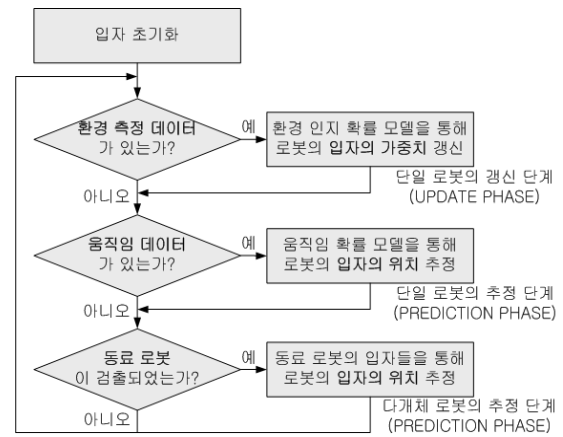 입자 초기화
환경 측정 데이터
가 있는가?
예
환경 인지 확률 모델을 통해
로봇의 입자의 가중치 갱신
단일 로봇의 갱신 단계
(UPDATE PHASE)
아니오
움직임 데이터
가 있는가?
예
움직임 확률 모델을 통해
로봇의 입자의 위치 추정
단일 로봇의 추정 단계
(PREDICTION PHASE)
아니오
동료 로봇
이 검출되었는가?
예
동료 로봇의 입자들을 통해
로봇의 입자의 위치 추정
다개체 로봇의 추정 단계
(PREDICTION PHASE)
아니오